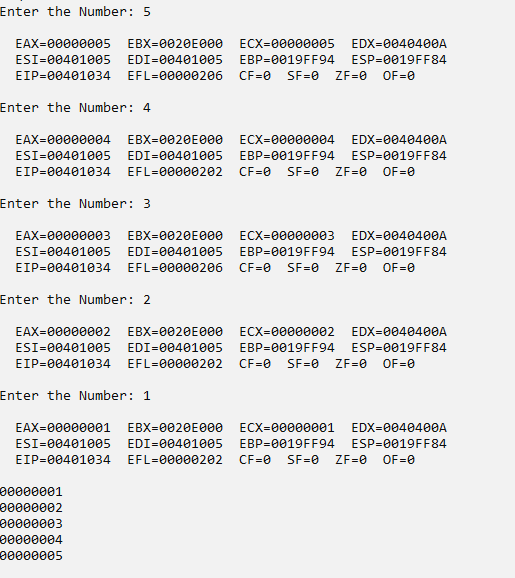 Enter the Number: 5
EAX=00000005 EBX=0020E000 ECX=00000005 EDX=0040400A
ESI=00401005 EDI=00401005 EBP=0019FF94 ESP=0019FF84
EIP=00401034 EFL=00000206 CF=0 SF=0 ZF=0 OF=0
Enter the Number: 4
EAX=00000004 EBX=0020E000 ECX=00000004 EDX=0040400A
ESI=00401005 EDI=00401005 EBP=0019FF94 ESP=0019FF84
EIP=00401034 EFL=00000202 CF=0 SF=0 ZF=0 OF=0
Enter the Number: 3
EAX=00000003 EBX=0020E000 ECX=00000003 EDX=0040400A
ESI=00401005 EDI=00401005 EBP=0019FF94 ESP=0019FF84
EIP=00401034 EFL=00000206 CF=0 SF=0 ZF=0 OF=0
Enter the Number: 2
EAX=00000002 EBX=0020E000 ECX=00000002 EDX=0040400A
ESI=00401005 EDI=00401005 EBP=0019FF94 ESP=0019FF84
EIP=00401034 EFL=00000202 CF=0 SF=0 ZF=0 OF=0
Enter the Number: 1
EAX=00000001 EBX=0020E000 ECX=00000001 EDX=0040400A
ESI=00401005 EDI=00401005 EBP=0019FF94 ESP=0019FF84
EIP=00401034 EFL=00000202 CF=0 SF=0 ZF=0 OF=0
00000001
00000002
00000003
00000004
00000005